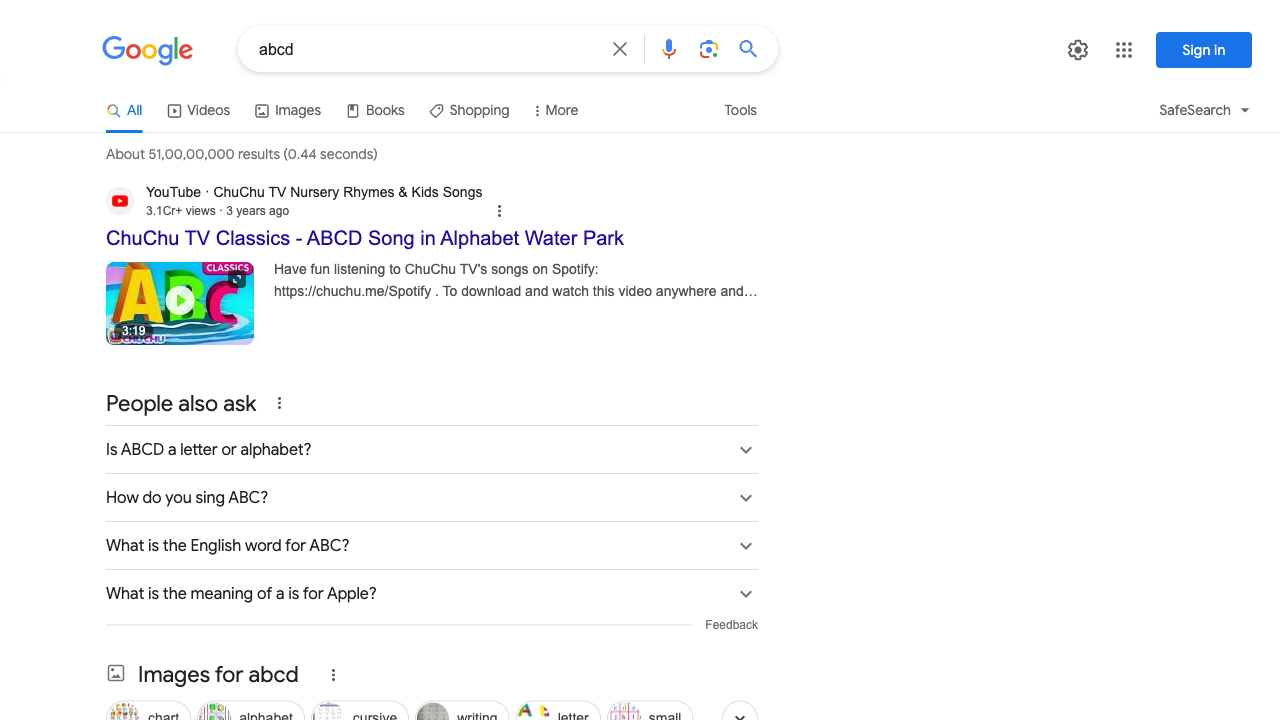 Google
abcd
Sign in
All
Videos
Images
Books
Shopping
More
Tools
SafeSearch
About 51,00,00,000 results (0.44 seconds)
YouTube · ChuChu TV Nursery Rhymes & Kids Songs
3.1Cr+ views · 3 years ago
ChuChu TV Classics - ABCD Song in Alphabet Water Park
CLASSICS
ABC
3:19
CHUCHU
Have fun listening to ChuChu TV's songs on Spotify:
https://chuchu.me/Spotify . To download and watch this video anywhere and...
People also ask
Is ABCD a letter or alphabet?
How do you sing ABC?
What is the English word for ABC?
What is the meaning of a is for Apple?
Feedback
Images for abcd
chart
alphabet
cursive
writing
letter
small